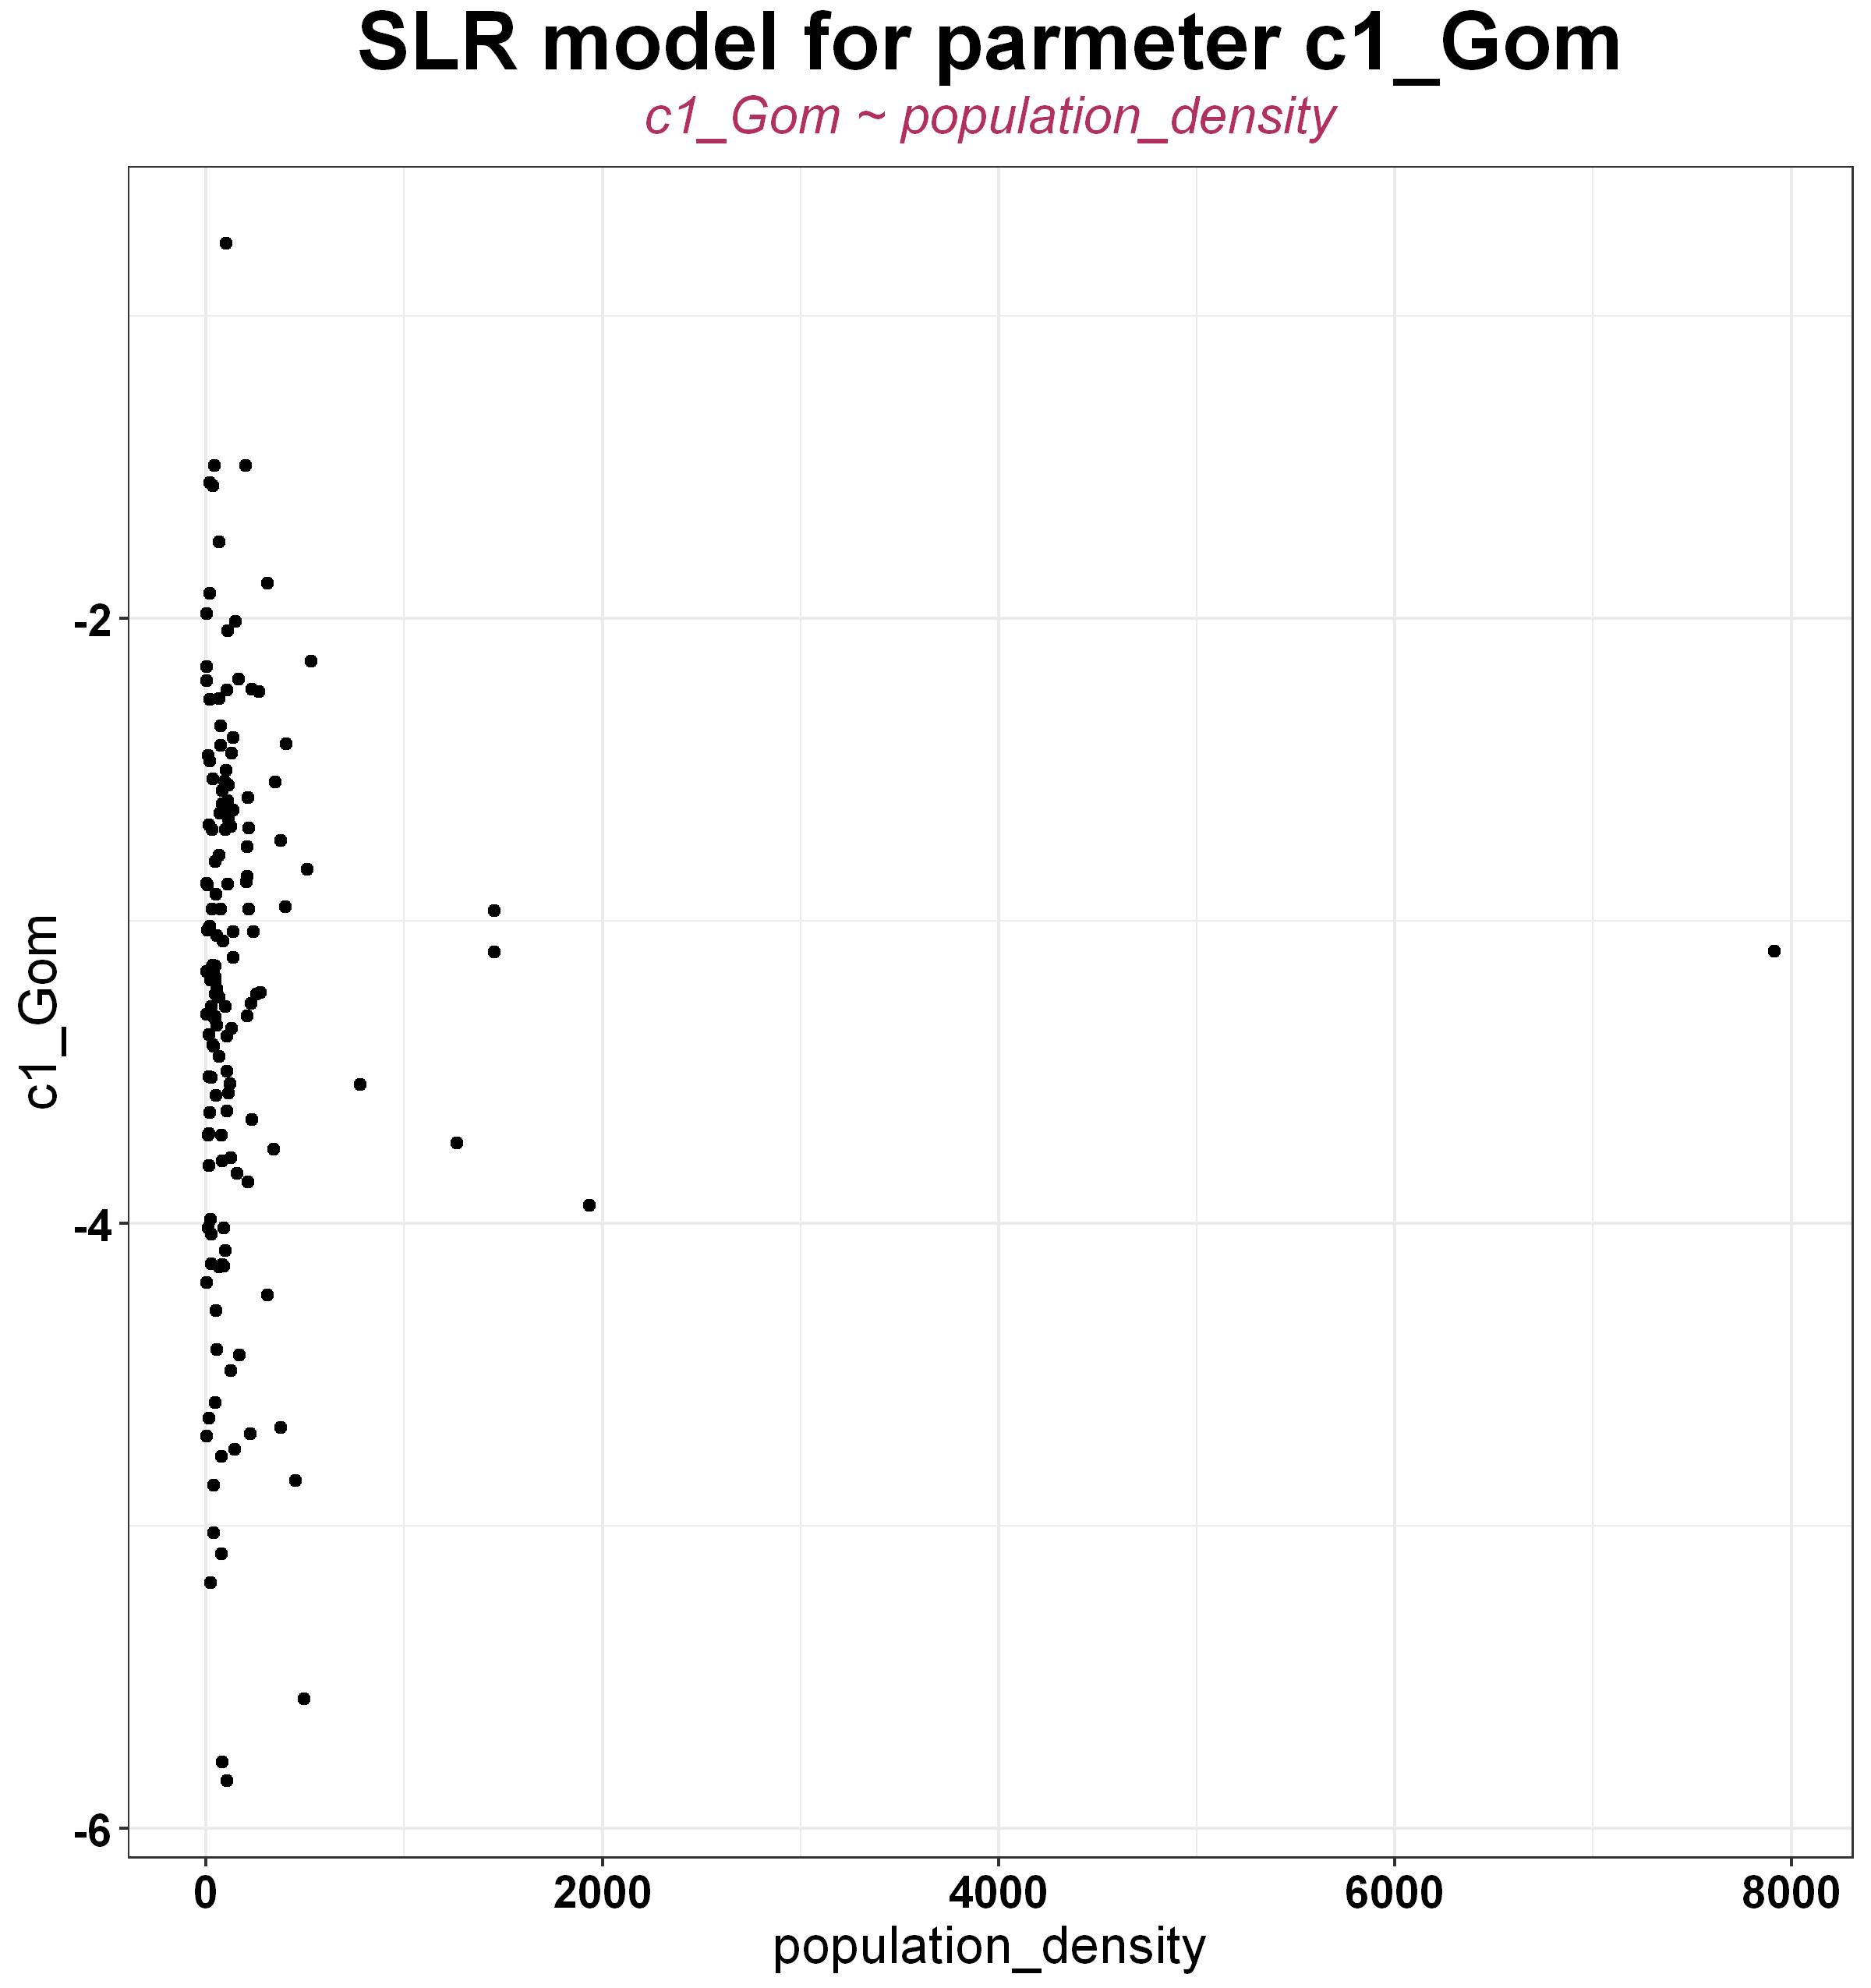 SLR model for parmeter c1_Gom
c1_Gom ~ population_density
c1_Gom
-2
-4
-6
0 2000 4000 6000 8000
population_density